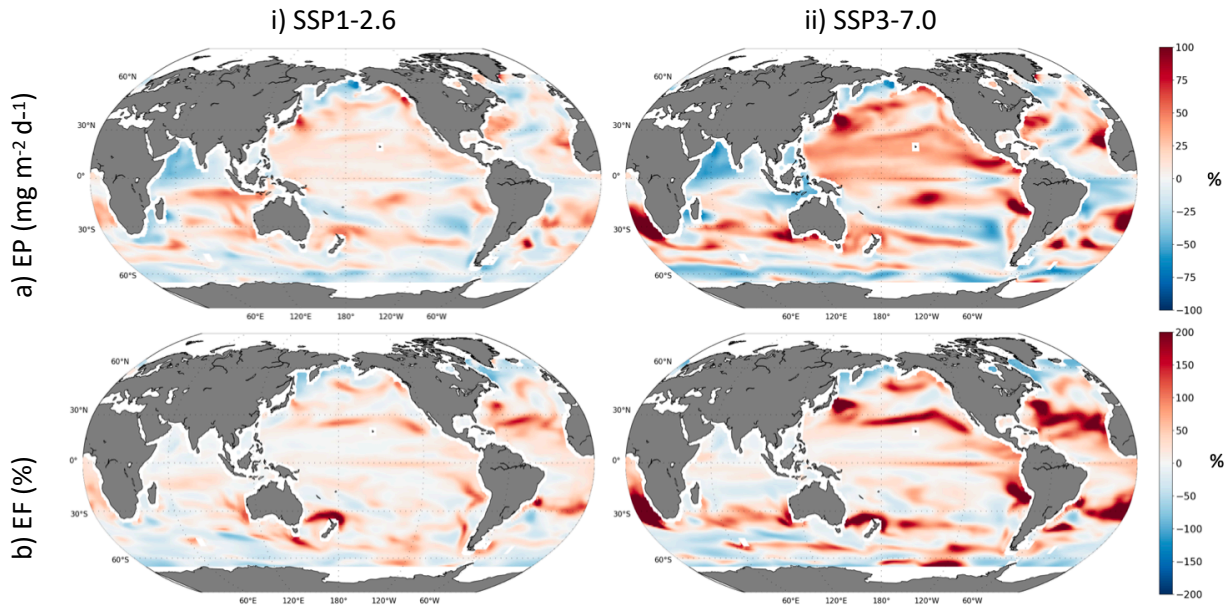 i) SSP1-2.6
ii) SSP3-7.0
a) EP (mg m⁻² d⁻¹)
60°N
30°N
0°
30°S
60°S
60°E 120°E 180° 120°W 60°W
60°E 120°E 180° 120°W 60°W
100
75
50
25
0
−25
−50
−75
−100
%
b) EF (%)
60°N
30°N
0°
30°S
60°S
60°N
30°N
0°
30°S
60°S
60°E 120°E 180° 120°W 60°W
60°N
30°N
0°
30°S
60°S
60°E 120°E 180° 120°W 60°W
200
150
100
50
0
−50
−100
−150
−200
%